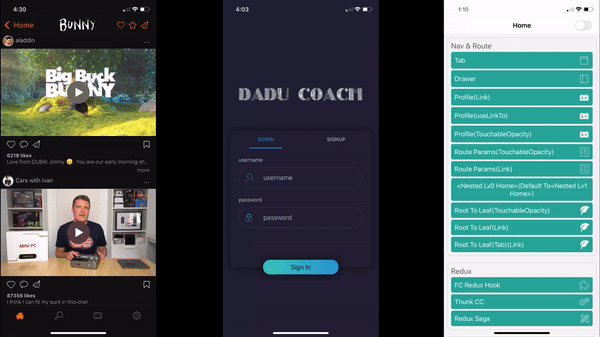 4:30
Home
BUNNY
aladdin
Big Buck
BUNNY
6218 likes
Love from DUBAI Jimmy 😊 You are our early morning sh...
more
Cars with Ivan
MINI PC
87356 likes
I think I can fit my aunt in this one!
4:03
DADU COACH
SIGNIN
SIGNUP
username
username
password
password
Sign In
1:10
Home
Nav & Route
Tab
Drawer
Profile(Link)
Profile(useLinkTo)
Profile(TouchableOpacity)
Route Params(TouchableOpacity)
Route Params(Link)
<Nested Lv0 Home>(Default To<Nested Lv1
Home>)
Root To Leaf(TouchableOpacity)
Root To Leaf(Link)
Root To Leaf(Tab)(Link)
Redux
FC Redux Hook
Thunk CC
Redux Saga